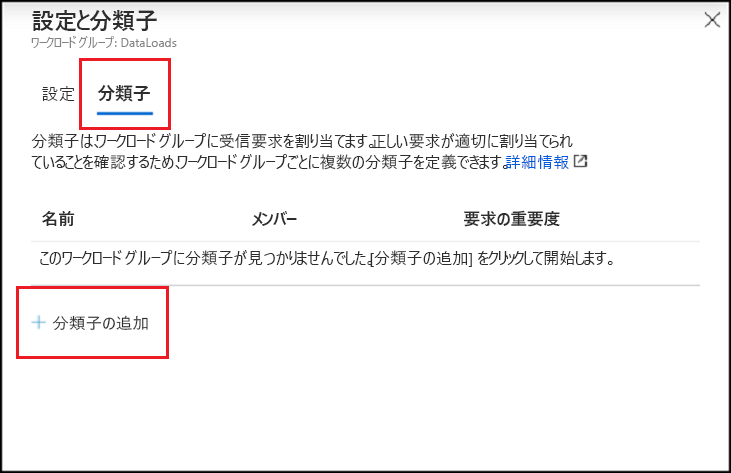 設定と分類子
ワークロード グループ: DataLoads
設定
分類子
分類子は、ワークロード グループに受信要求を割り当てます。正しい要求が適切に割り当てられ
ていることを確認するため、ワークロード グループごとに複数の分類子を定義できます。詳細情報
名前 メンバー 要求の重要度
このワークロード グループに分類子が見つかりませんでした。[分類子の追加] をクリックして開始します。
+ 分類子の追加